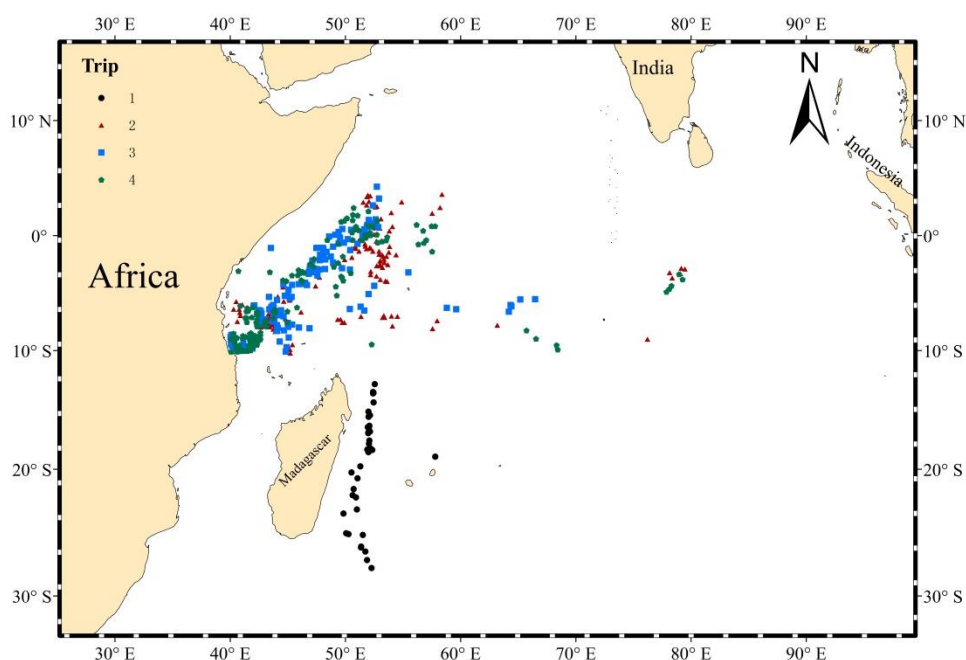 30° E 40° E 50° E 60° E 70° E 80° E 90° E
Trip
1
2
3
4
India
N
Indonesia
10° N 10° N
0° 0°
Africa
10° S 10° S
Madagascar
20° S 20° S
30° S 30° S
30° E 40° E 50° E 60° E 70° E 80° E 90° E